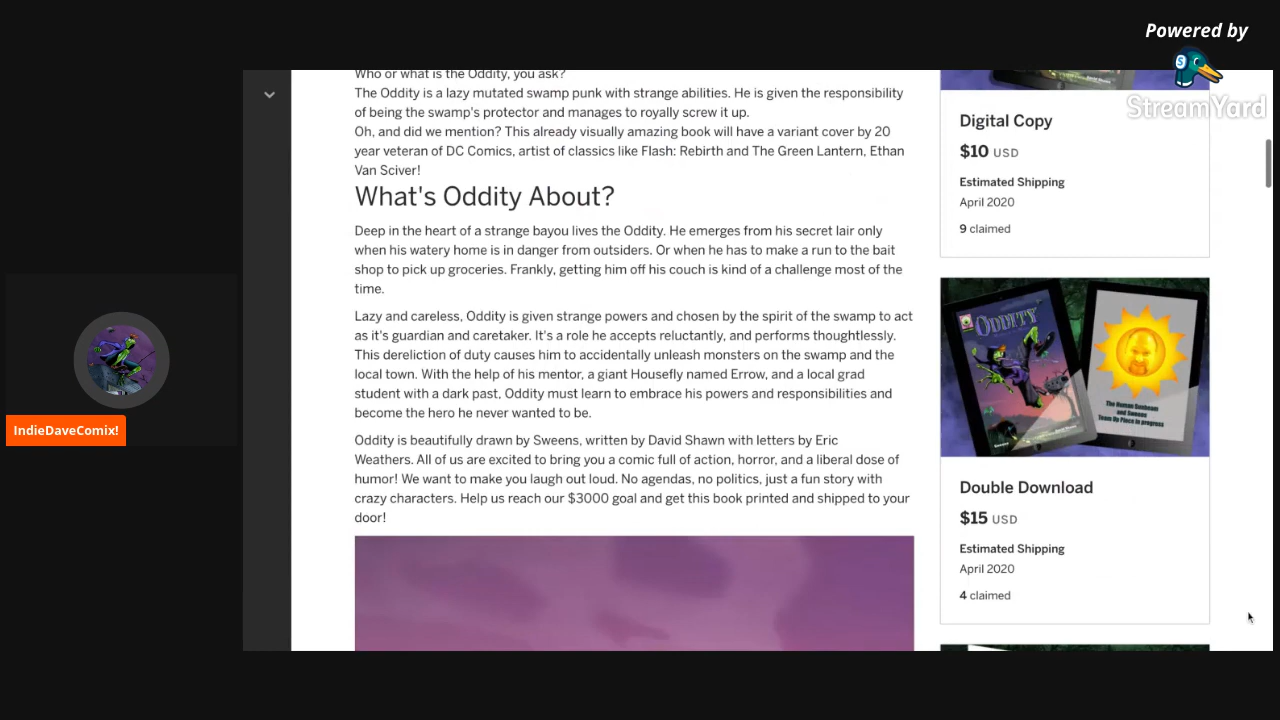 Powered by
StreamYard
Who or what is the Oddity, you ask?
The Oddity is a lazy mutated swamp punk with strange abilities. He is given the responsibility
of being the swamp's protector and manages to royally screw it up.
Oh, and did we mention? This already visually amazing book will have a variant cover by 20
year veteran of DC Comics, artist of classics like Flash: Rebirth and The Green Lantern, Ethan
Van Sciver!
What's Oddity About?
Deep in the heart of a strange bayou lives the Oddity. He emerges from his secret lair only
when his watery home is in danger from outsiders. Or when he has to make a run to the bait
shop to pick up groceries. Frankly, getting him off his couch is kind of a challenge most of the
time.
Lazy and careless, Oddity is given strange powers and chosen by the spirit of the swamp to act
as it's guardian and caretaker. It's a role he accepts reluctantly, and performs thoughtlessly.
This dereliction of duty causes him to accidentally unleash monsters on the swamp and the
local town. With the help of his mentor, a giant Housefly named Errow, and a local grad
student with a dark past, Oddity must learn to embrace his powers and responsibilities and
become the hero he never wanted to be.
Oddity is beautifully drawn by Sweens, written by David Shawn with letters by Eric
Weathers. All of us are excited to bring you a comic full of action, horror, and a liberal dose of
humor! We want to make you laugh out loud. No agendas, no politics, just a fun story with
crazy characters. Help us reach our $3000 goal and get this book printed and shipped to your
door!
Digital Copy
$10 USD
Estimated Shipping
April 2020
9 claimed
ODDITY
The Human Sunbeam
and Sweens
Team Up Piece in progress
Double Download
$15 USD
Estimated Shipping
April 2020
4 claimed
IndieDaveComix!